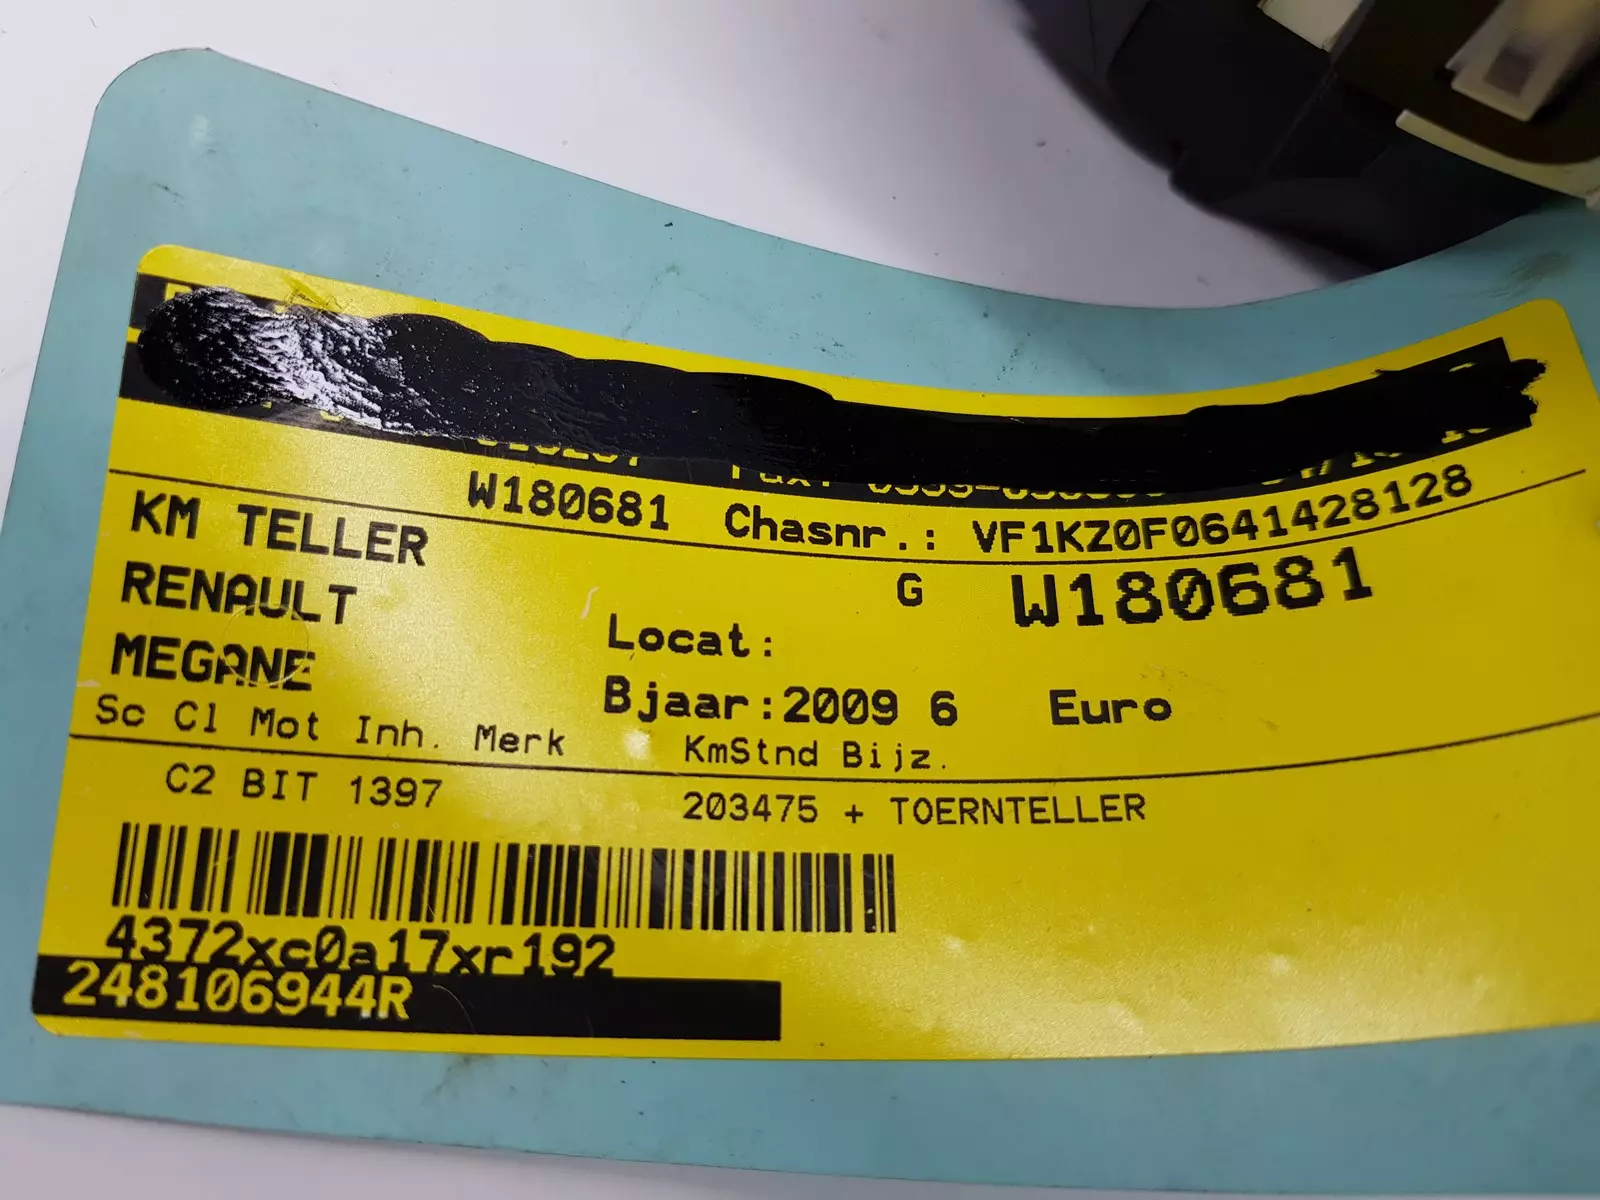 W180681 Chasnr.: VF1KZ0F0641428128
KM TELLER
G W180681
RENAULT
Locat:
MEGANE
Bjaar:2009 6 Euro
Sc Cl Mot Inh. Merk KmStnd Bijz.
C2 BIT 1397 203475 + TOERNTELLER
4372xc0a17xr192
248106944R